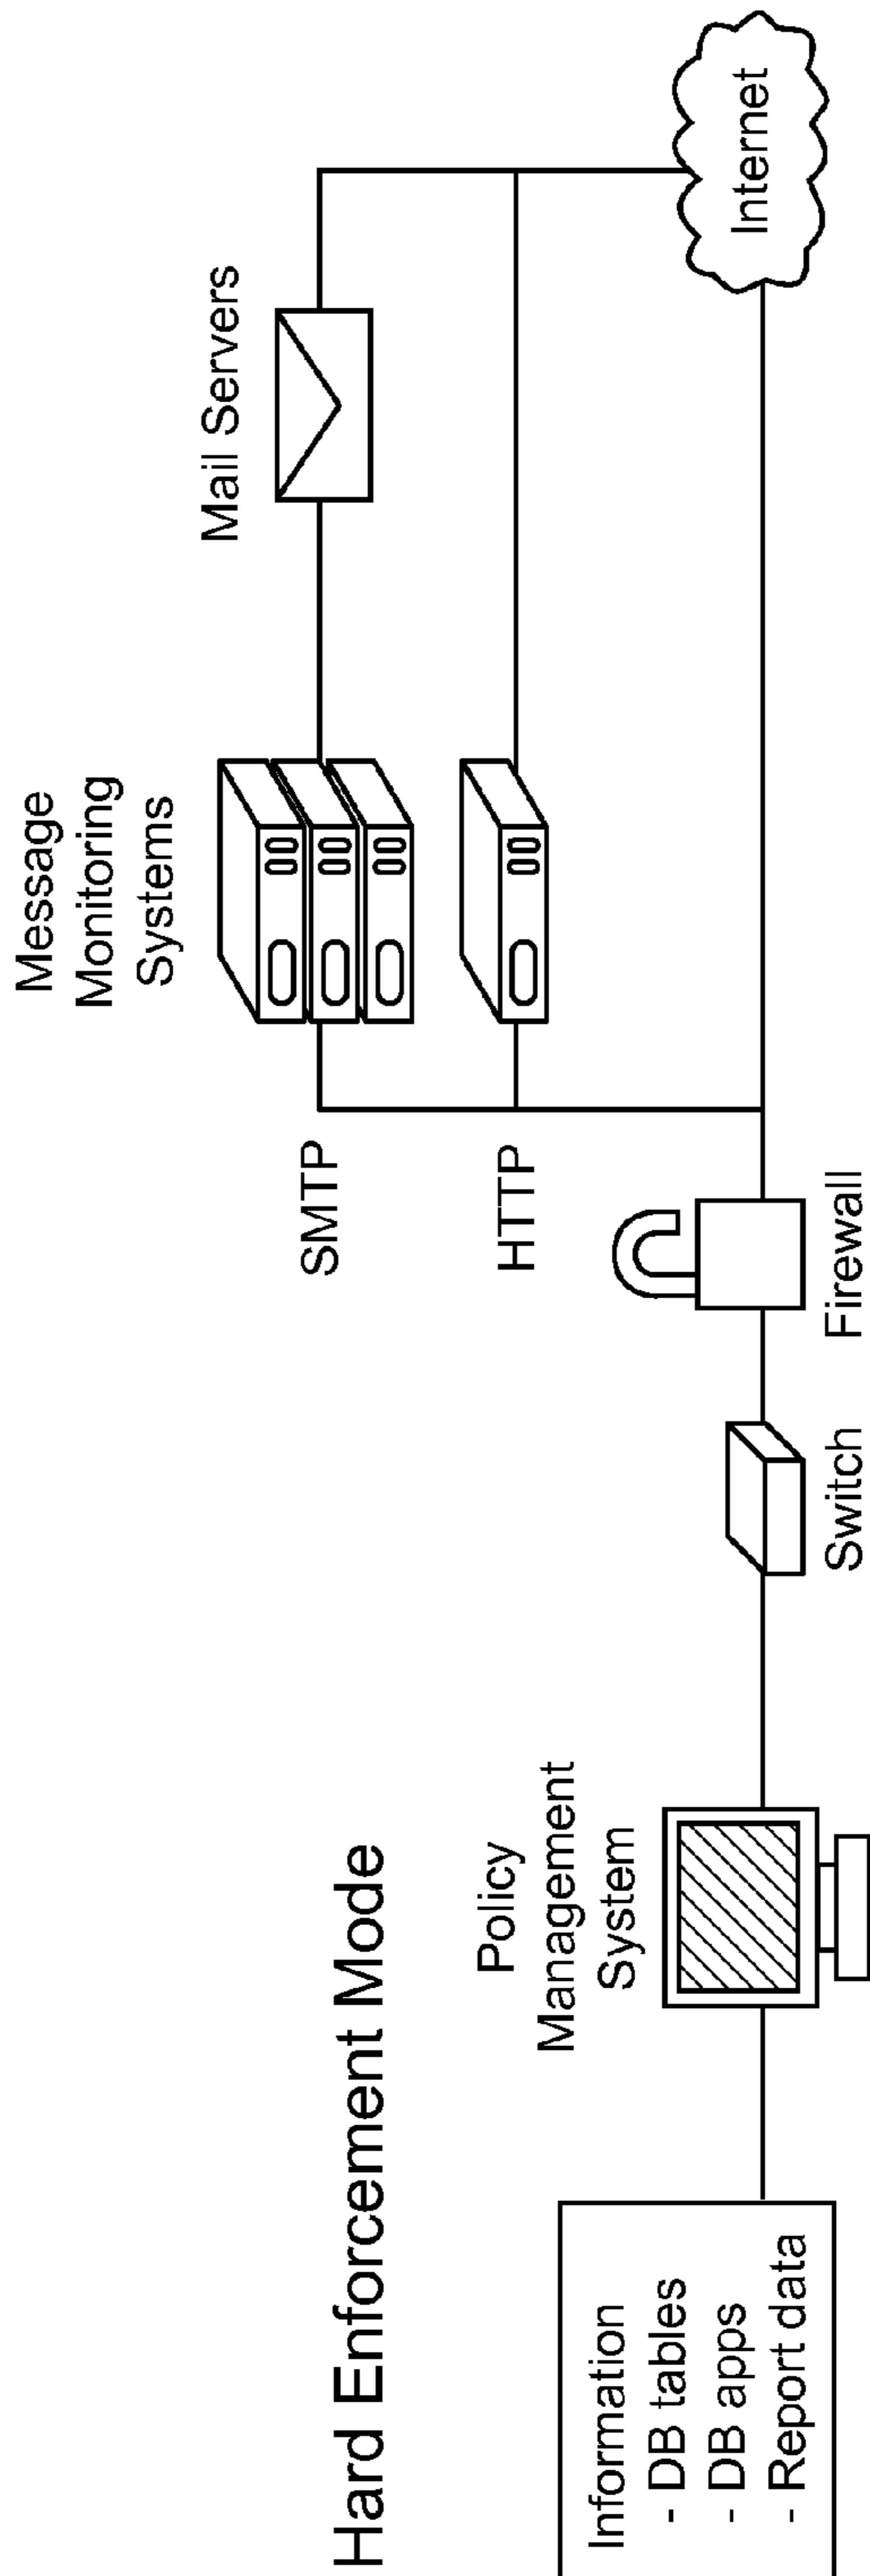 Hard Enforcement Mode
Information
- DB tables
- DB apps
- Report data
Policy
Management
System
Switch
Firewall
SMTP
HTTP
Message
Monitoring
Systems
Mail Servers
Internet